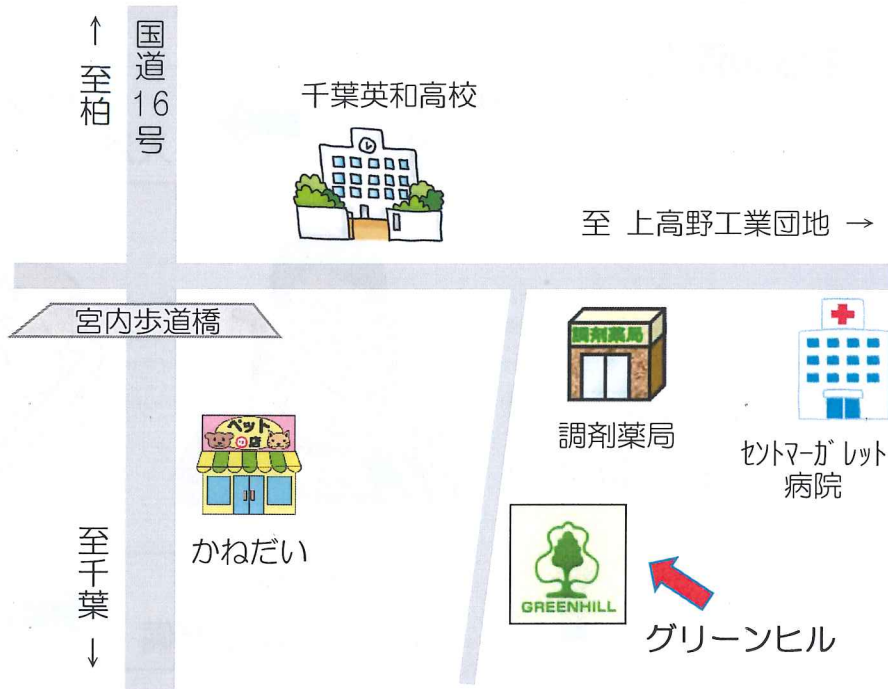 ↑ 至柏
国道16号
千葉英和高校
至 上高野工業団地 →
宮内歩道橋
調剤薬局
調剤薬局
セントマーガレット
病院
ペット
店
かねだい
至千葉 ↓
GREENHILL
グリーンヒル